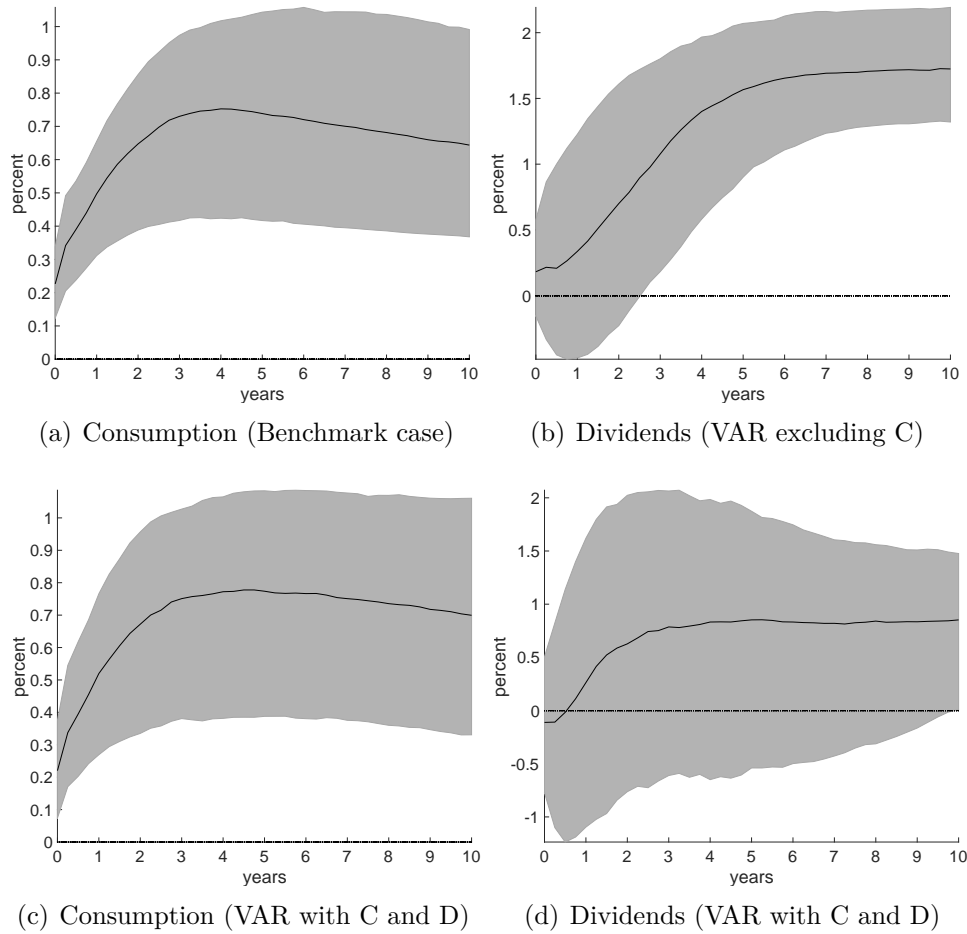 percent
1
0.9
0.8
0.7
0.6
0.5
0.4
0.3
0.2
0.1
0
0 1 2 3 4 5 6 7 8 9 10
years
(a) Consumption (Benchmark case)
percent
2
1.5
1
0.5
0
0 1 2 3 4 5 6 7 8 9 10
years
(b) Dividends (VAR excluding C)
percent
1
0.9
0.8
0.7
0.6
0.5
0.4
0.3
0.2
0.1
0
0 1 2 3 4 5 6 7 8 9 10
years
(c) Consumption (VAR with C and D)
percent
2
1.5
1
0.5
0
-0.5
-1
0 1 2 3 4 5 6 7 8 9 10
years
(d) Dividends (VAR with C and D)